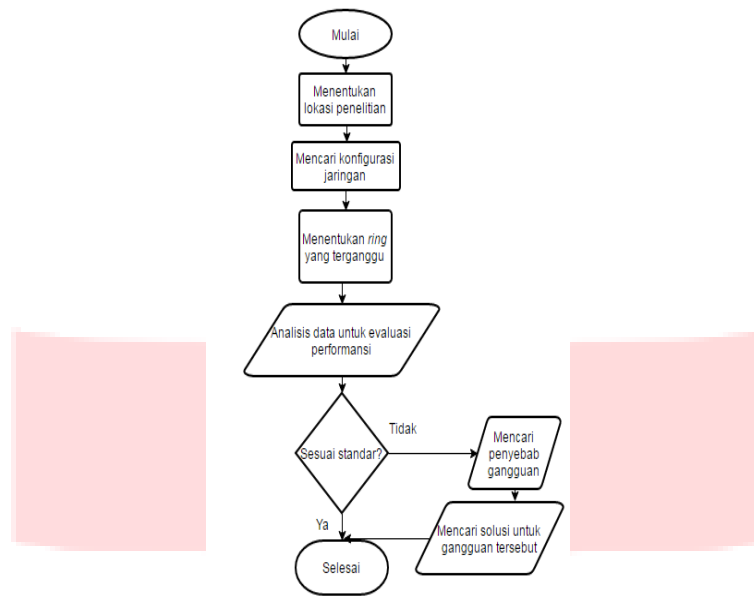 Mulai
Menentukan
lokasi penelitian
Mencari konfigurasi
jaringan
Menentukan ring
yang terganggu
Analisis data untuk evaluasi
performansi
Sesuai standar?
Tidak
Mencari
penyebab
gangguan
Mencari solusi untuk
gangguan tersebut
Ya
Selesai